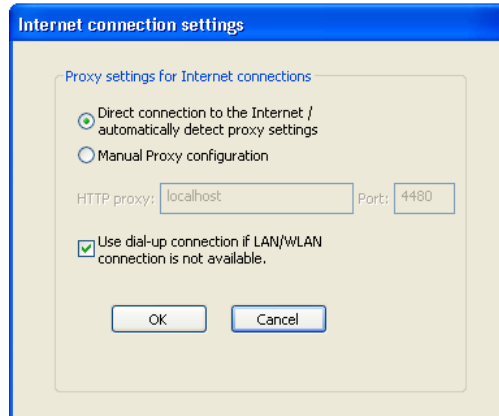 Internet connection settings
Proxy settings for Internet connections
Direct connection to the Internet /
automatically detect proxy settings
Manual Proxy configuration
HTTP proxy: localhost Port: 4480
Use dial-up connection if LAN/WLAN
connection is not available.
OK Cancel